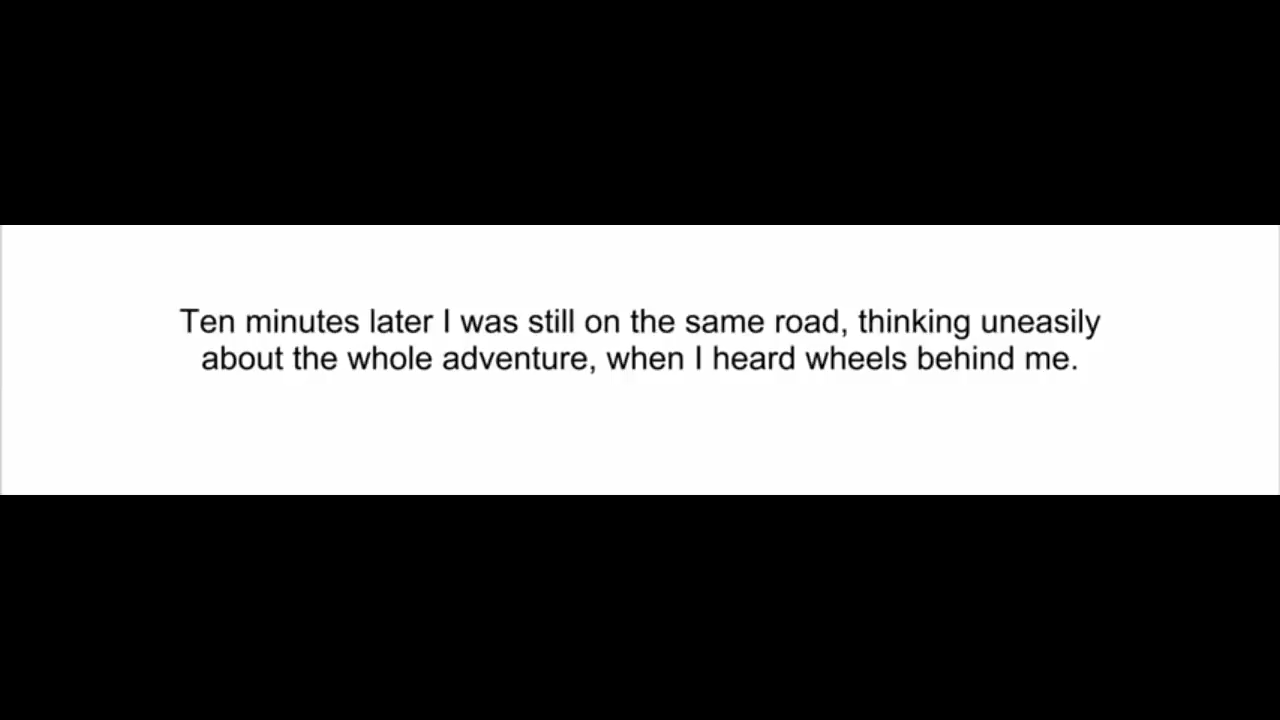 Ten minutes later I was still on the same road, thinking uneasily
about the whole adventure, when I heard wheels behind me.